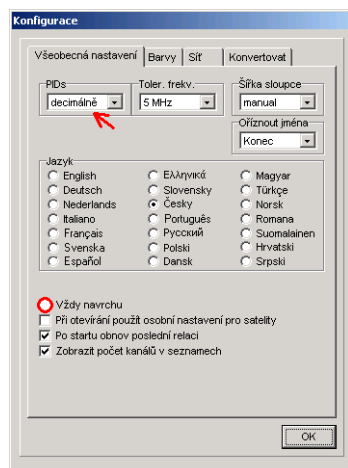 Konfigurace
Všeobecná nastavení Barvy Síť Konvertovat
PIDs Toler. frekv. Šířka sloupce
decimálně 5 MHz manual
Oříznout jména
Konec
Jazyk
English Ελληνικά Magyar
Deutsch Slovensky Türkçe
Nederlands Česky Norsk
Italiano Português Romana
Français Русский Suomalainen
Svenska Polski Hrvatski
Español Dansk Srpski
Vždy navrchu
Při otevírání použít osobní nastavení pro satelity
Po startu obnov poslední relaci
Zobrazit počet kanálů v seznamech
OK